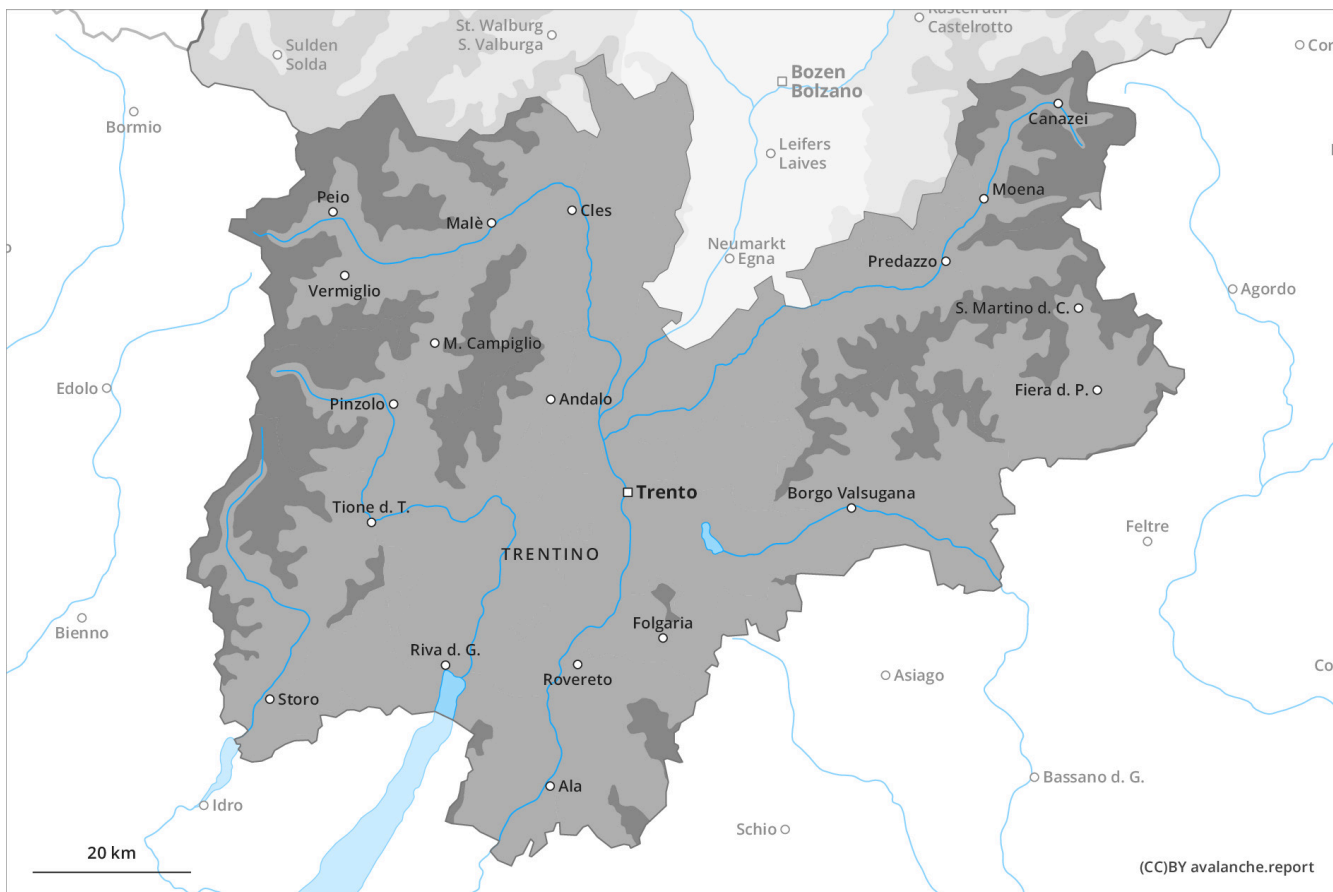 St. Walburg
S. Valburga
Kastelruth
Castelrotto
Sulden
Solda
Bozen
Bolzano
Bormio
Canazei
Leifers
Laives
Moena
Peio
Malè
Cles
Neumarkt
Egna
Predazzo
Vermiglio
Agordo
S. Martino d. C.
M. Campiglio
Edolo
Pinzolo
Andalo
Fiera d. P.
Trento
Borgo Valsugana
Tione d. T.
Feltre
TRENTINO
Bienno
Folgaria
Riva d. G.
Rovereto
Asiago
Storo
Ala
Bassano d. G.
Idro
Schio
20 km
(CC)BY avalanche.report